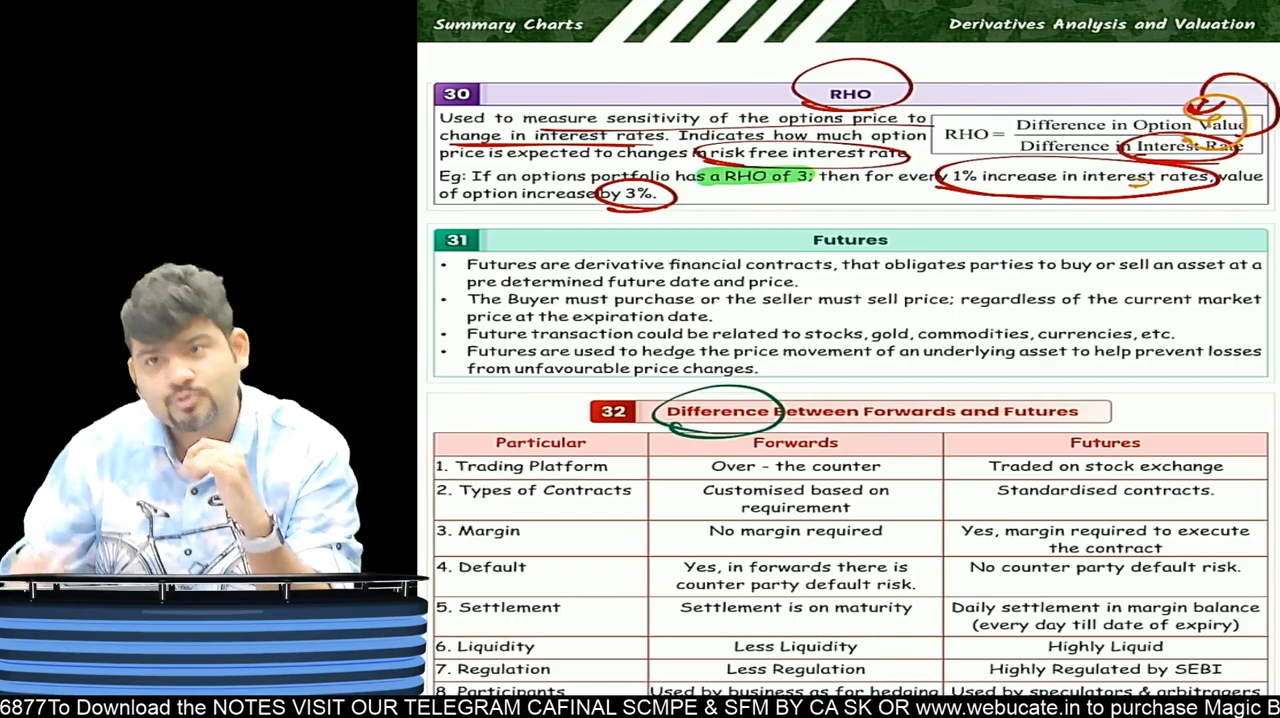 Summary Charts
Derivatives Analysis and Valuation
30
RHO
Used to measure sensitivity of the options price to
change in interest rates. Indicates how much option
price is expected to changes in risk free interest rate.
RHO = Difference in Option Value
Difference in Interest Rate
Eg: If an options portfolio has a RHO of 3; then for every 1% increase in interest rates, value
of option increase by 3%.
31
Futures
• Futures are derivative financial contracts, that obligates parties to buy or sell an asset at a
pre determined future date and price.
• The Buyer must purchase or the seller must sell price; regardless of the current market
price at the expiration date.
• Future transaction could be related to stocks, gold, commodities, currencies, etc.
• Futures are used to hedge the price movement of an underlying asset to help prevent losses
from unfavourable price changes.
32
Difference Between Forwards and Futures
Particular Forwards Futures
1. Trading Platform Over - the counter Traded on stock exchange
2. Types of Contracts Customised based on Standardised contracts.
requirement
3. Margin No margin required Yes, margin required to execute
the contract
4. Default Yes, in forwards there is No counter party default risk.
counter party default risk.
5. Settlement Settlement is on maturity Daily settlement in margin balance
(every day till date of expiry)
6. Liquidity Less Liquidity Highly Liquid
7. Regulation Less Regulation Highly Regulated by SEBI
8. Participants Used by business as for hedging Used by speculators & arbitragers
6877To Download the NOTES VISIT OUR TELEGRAM CAFINAL SCMPE & SFM BY CA SK OR www.webucate.in to purchase Magic B